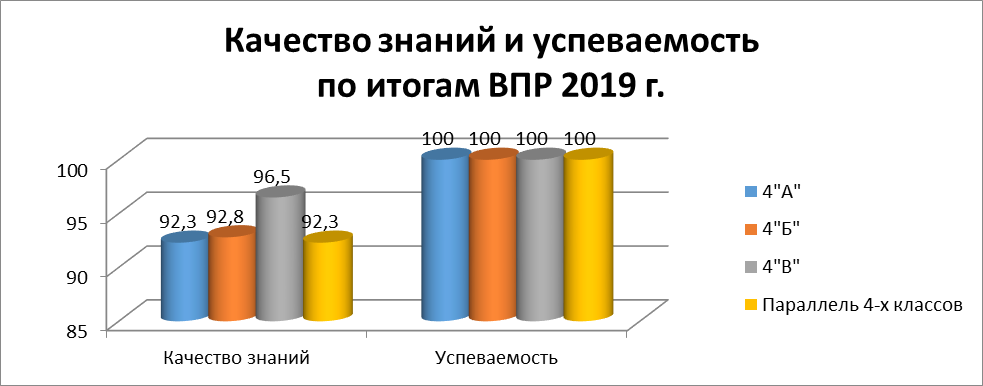 Качество знаний и успеваемость
по итогам ВПР 2019 г.
100
95
90
85
92,3
92,8
96,5
92,3
100
100
100
100
Качество знаний
Успеваемость
4"А"
4"Б"
4"В"
Параллель 4-х классов